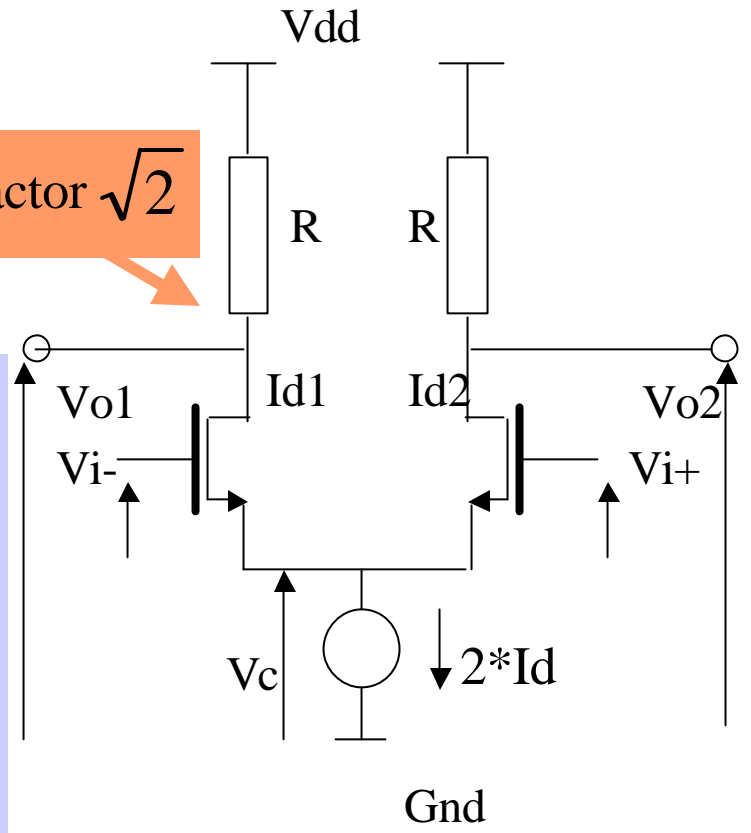 Vdd
actor √2
R R
Id1 Id2
Vo1 Vo2
Vi- Vi+
Vc 2*Id
Gnd